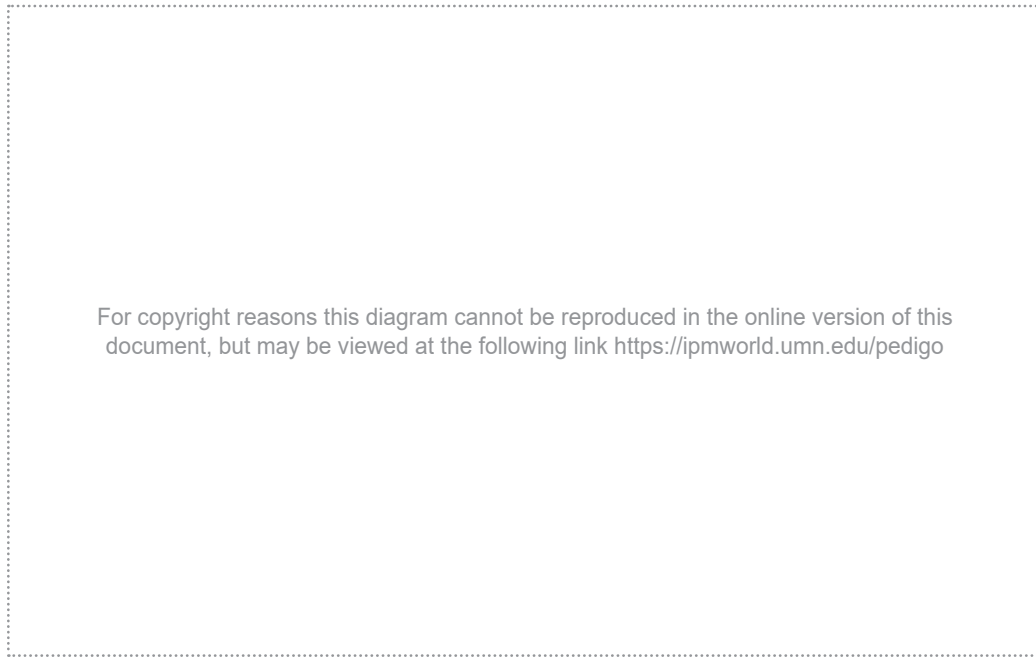 For copyright reasons this diagram cannot be reproduced in the online version of this
document, but may be viewed at the following link https://ipmworld.umn.edu/pedigo